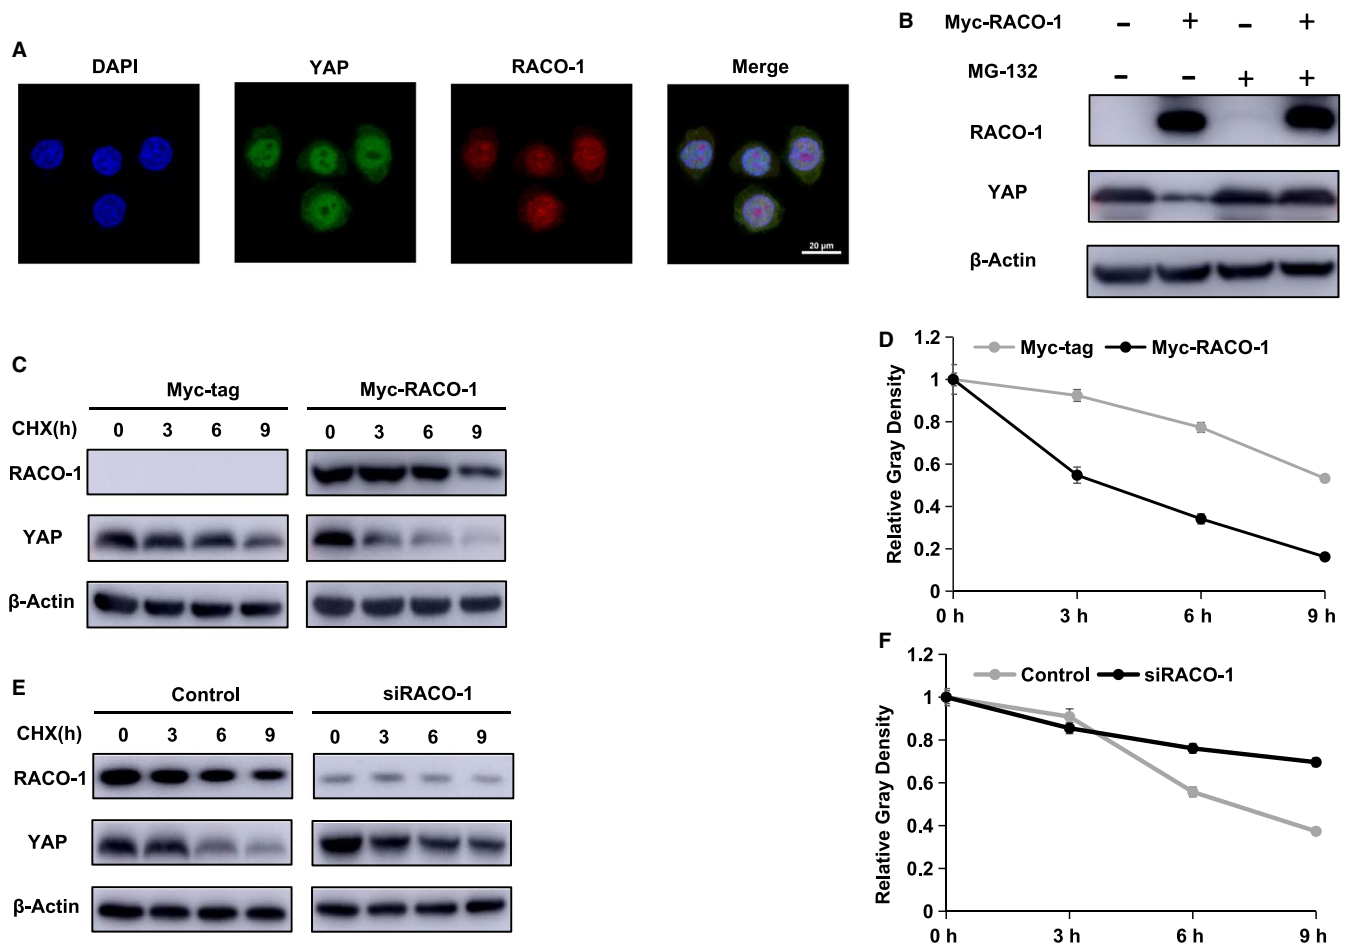 A
DAPI YAP RACO-1 Merge
20 μm
B
Myc-RACO-1 - + - +
MG-132 - - + +
RACO-1
YAP
β-Actin
C
Myc-tag Myc-RACO-1
CHX(h) 0 3 6 9 0 3 6 9
RACO-1
YAP
β-Actin
D
Myc-tag Myc-RACO-1
Relative Gray Density
1.2
1
0.8
0.6
0.4
0.2
0
0 h 3 h 6 h 9 h
E
Control siRACO-1
CHX(h) 0 3 6 9 0 3 6 9
RACO-1
YAP
β-Actin
F
Control siRACO-1
Relative Gray Density
1.2
1
0.8
0.6
0.4
0.2
0
0 h 3 h 6 h 9 h